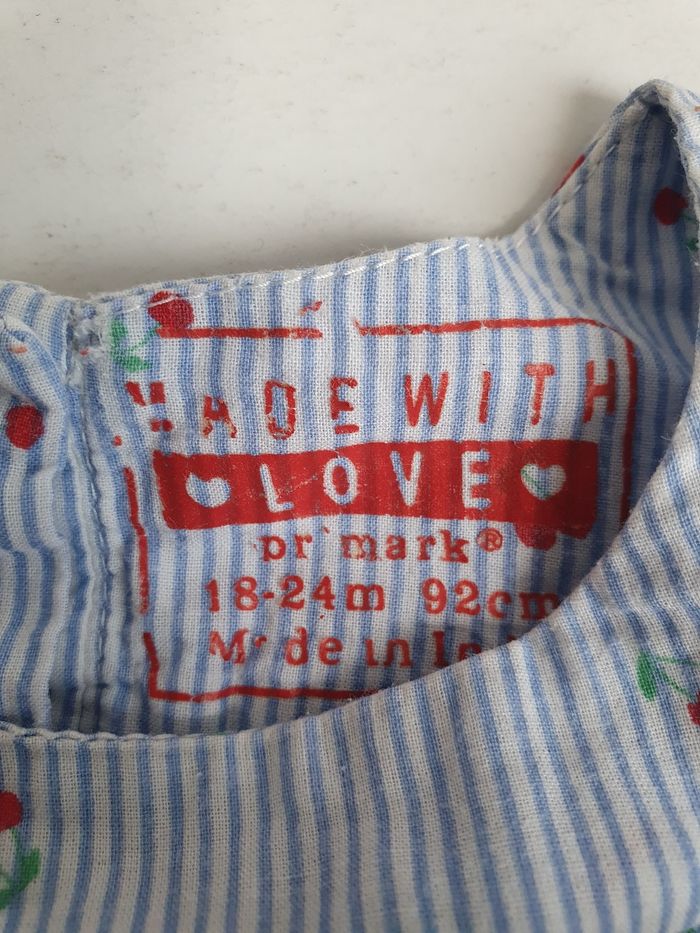 MADE WITH
LOVE
primark®
18-24m 92cm
Made in